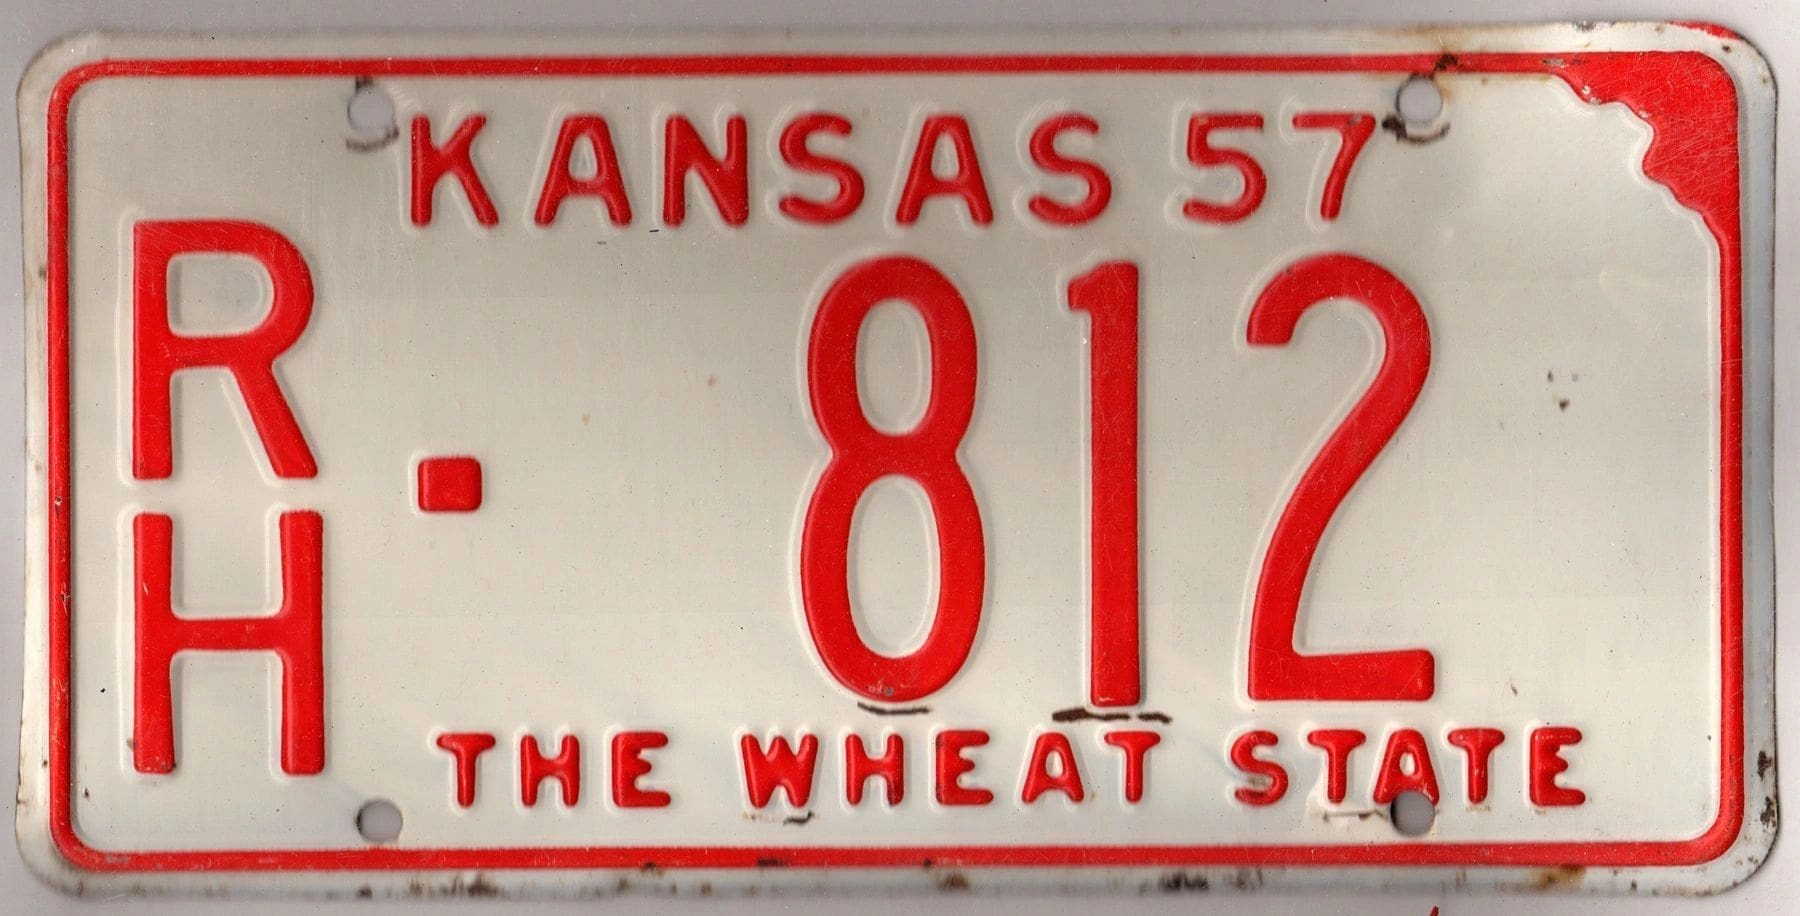 KANSAS 57
RH · 812
THE WHEAT STATE